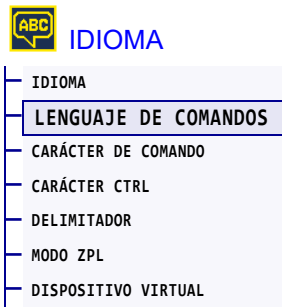 ABC
IDIOMA
IDIOMA
LENGUAJE DE COMANDOS
CARÁCTER DE COMANDO
CARÁCTER CTRL
DELIMITADOR
MODO ZPL
DISPOSITIVO VIRTUAL